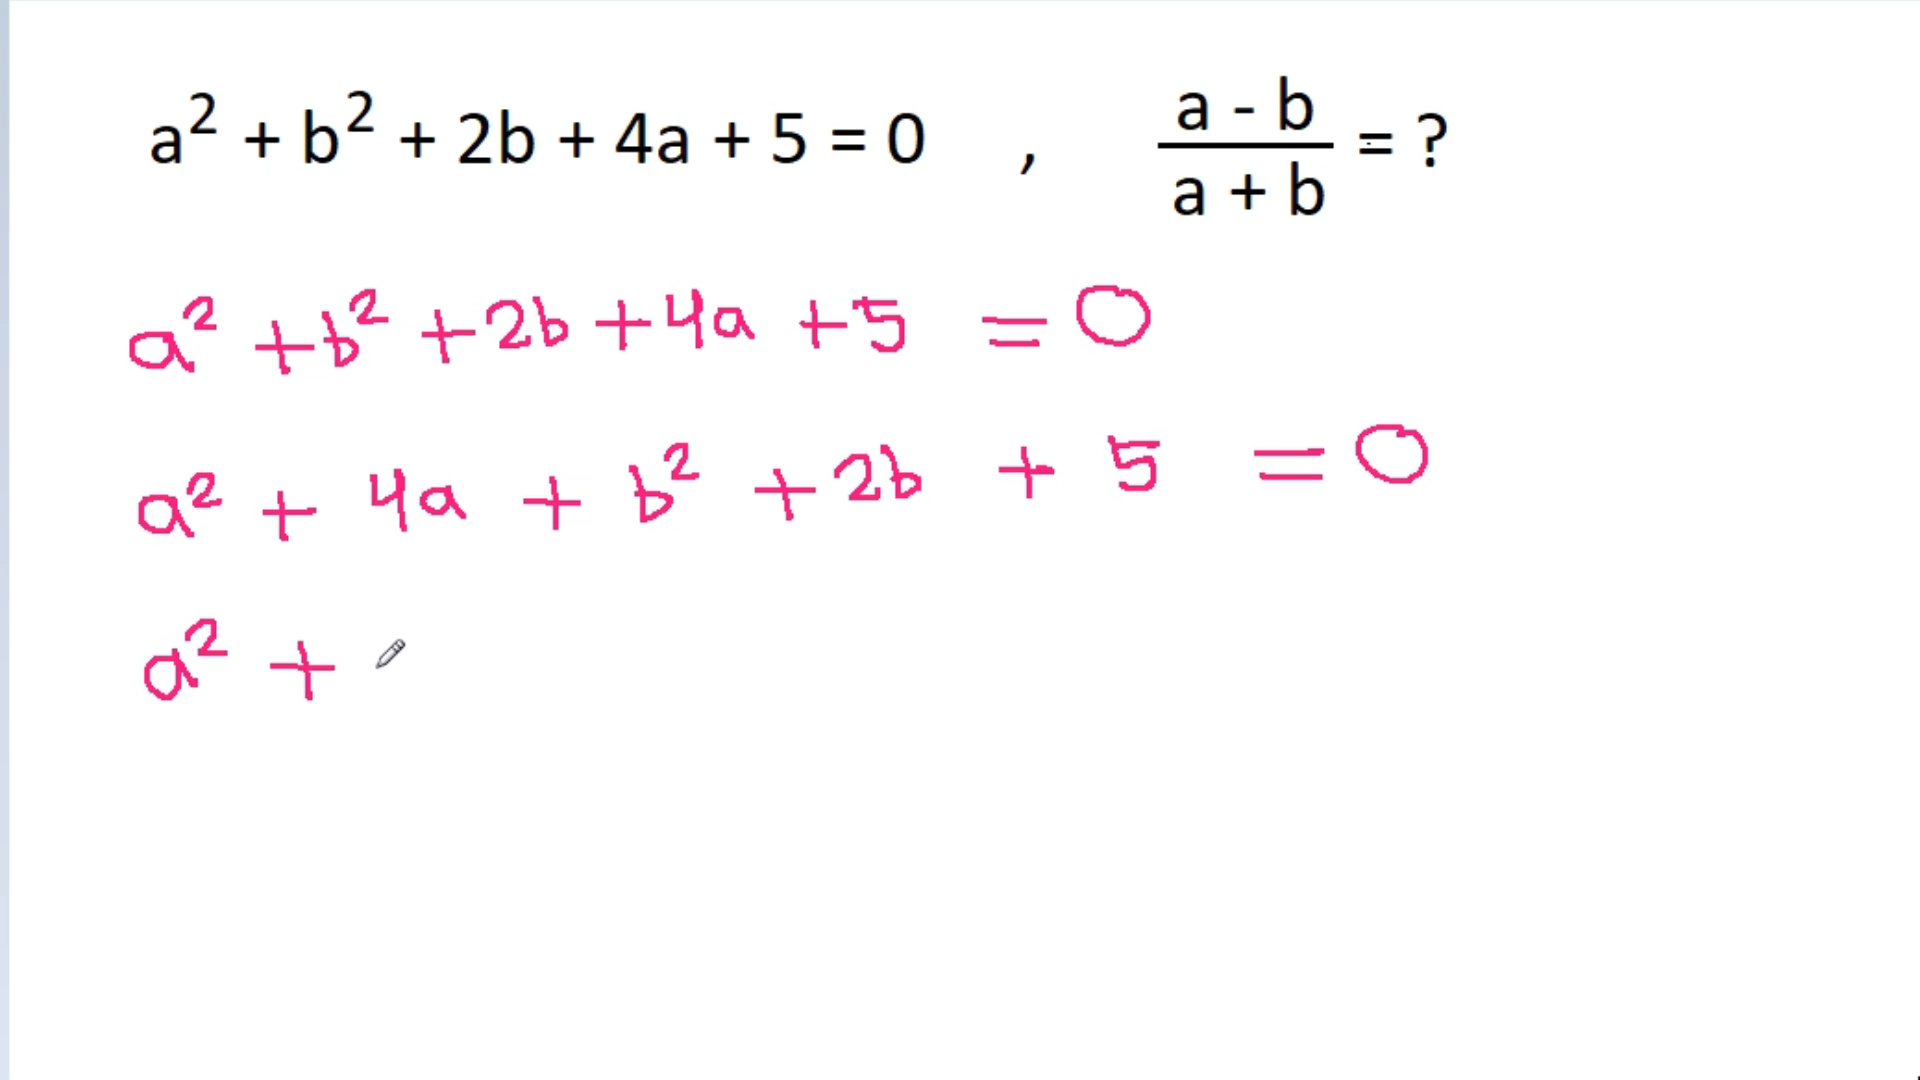 a² + b² + 2b + 4a + 5 = 0 , (a - b)/(a + b) = ?
a² + b² + 2b + 4a + 5 = 0
a² + 4a + b² + 2b + 5 = 0
a² +